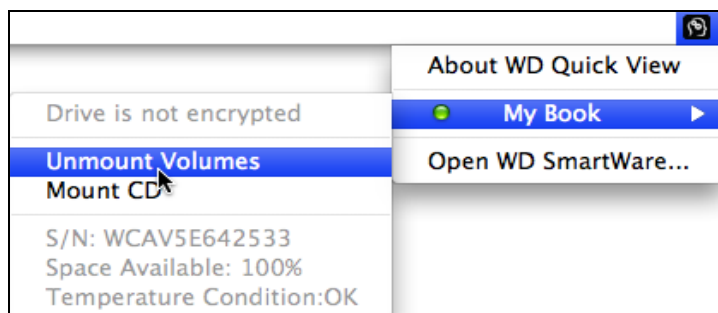 About WD Quick View
My Book
Open WD SmartWare...
Drive is not encrypted
Unmount Volumes
Mount CD
S/N: WCAV5E642533
Space Available: 100%
Temperature Condition:OK